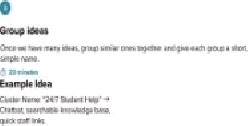 Group ideas
Once we have many ideas, group similar ones together and give each group a short,
simple name.
20 minutes
Example Idea
Cluster Name: "24/7 Student Help" →
Chatbot, searchable knowledge base,
quick staff links.